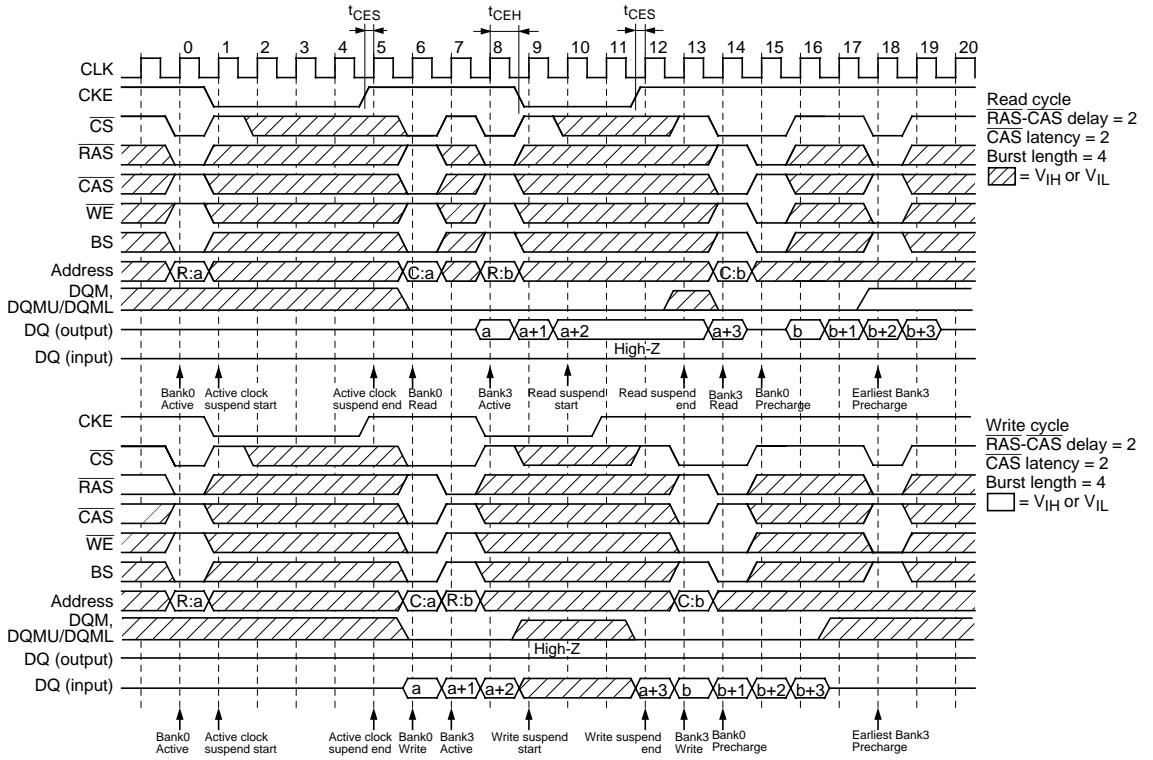 tCES tCEH tCES
0 1 2 3 4 5 6 7 8 9 10 11 12 13 14 15 16 17 18 19 20
CLK
CKE
CS
RAS
CAS
WE
BS
Address R:a C:a R:b C:b
DQM,
DQMU/DQML
DQ (output) a a+1 a+2 a+3 b b+1 b+2 b+3
High-Z
DQ (input)
Read cycle
RAS-CAS delay = 2
CAS latency = 2
Burst length = 4
= VIH or VIL
Bank0 Active
Active clock suspend start
Active clock suspend end
Bank0 Read
Bank3 Active
Read suspend start
Read suspend end
Bank3 Read
Bank0 Precharge
Earliest Bank3 Precharge
CKE
CS
RAS
CAS
WE
BS
Address R:a C:a R:b C:b
DQM,
DQMU/DQML
High-Z
DQ (output)
DQ (input) a a+1 a+2 a+3 b b+1 b+2 b+3
Write cycle
RAS-CAS delay = 2
CAS latency = 2
Burst length = 4
= VIH or VIL
Bank0 Active
Active clock suspend start
Active clock supend end
Bank0 Write
Bank3 Active
Write suspend start
Write suspend end
Bank3 Write
Bank0 Precharge
Earliest Bank3 Precharge